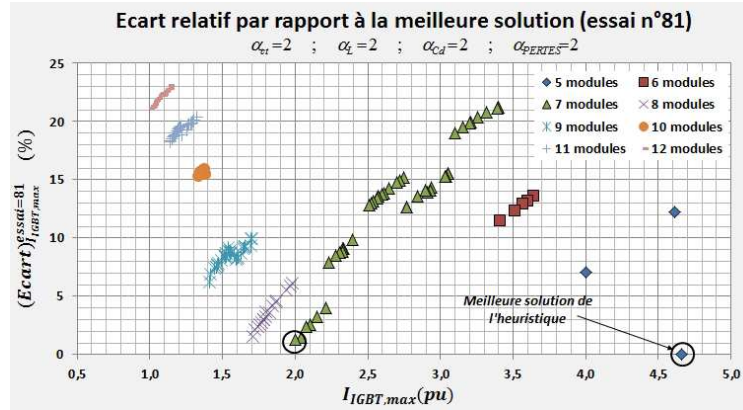 Ecart relatif par rapport à la meilleure solution (essai n°81)
α_et=2 ; α_L=2 ; α_Cd=2 ; α_PERTES=2
(Ecart)^essai=81_IGBT,max (%)
25
20
15
10
5
0
5 modules
6 modules
7 modules
8 modules
9 modules
10 modules
11 modules
12 modules
Meilleure solution de
l'heuristique
0,5 1,0 1,5 2,0 2,5 3,0 3,5 4,0 4,5 5,0
I_IGBT,max(pu)